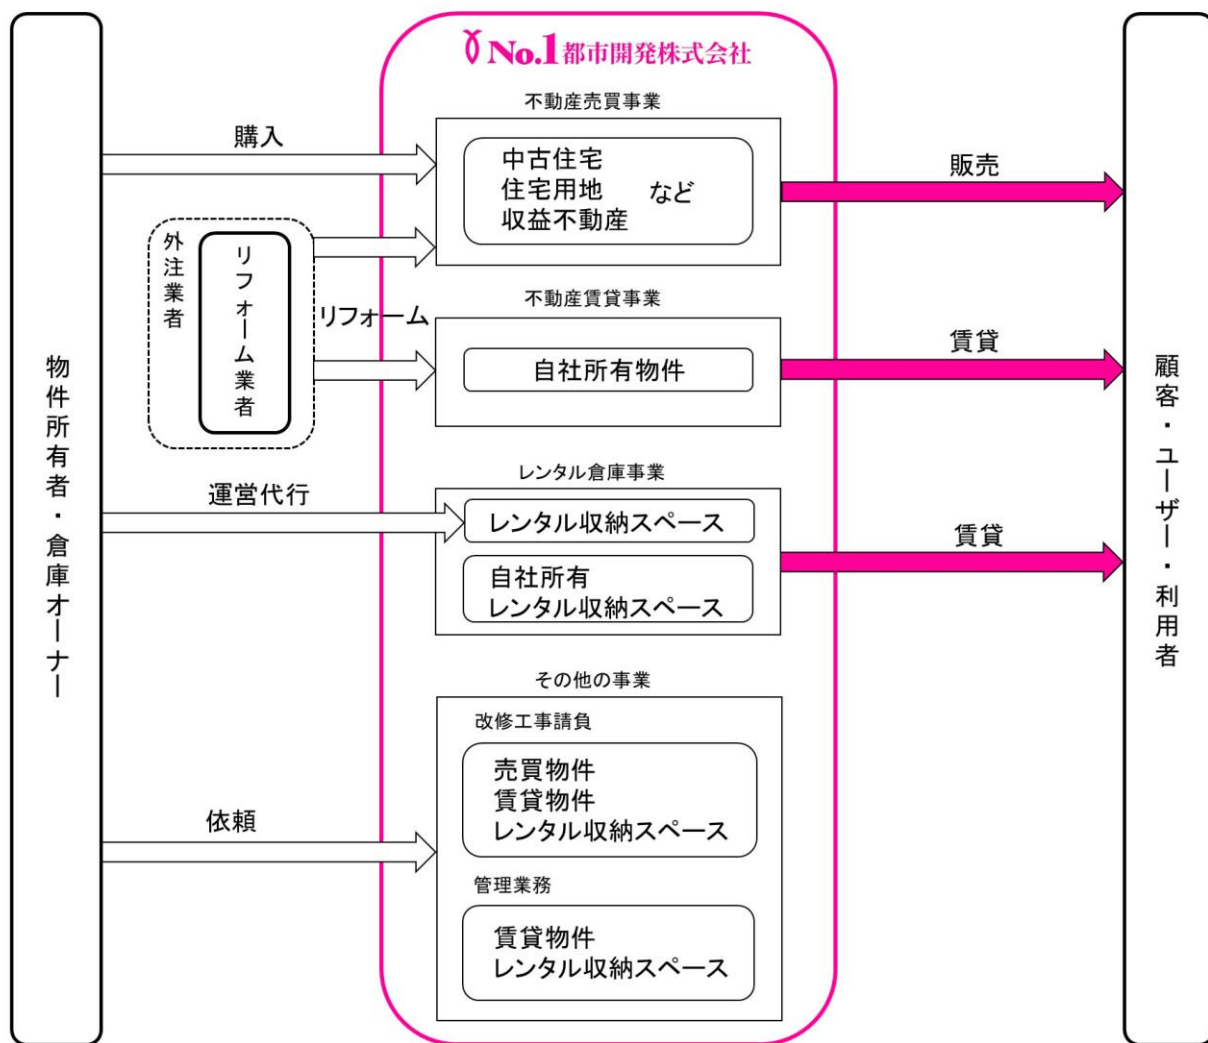 No.1都市開発株式会社
物件所有者・倉庫オーナー
購入
外注業者
リフォーム業者
リフォーム
運営代行
依頼
不動産売買事業
中古住宅
住宅用地
収益不動産
など
不動産賃貸事業
自社所有物件
レンタル倉庫事業
レンタル収納スペース
自社所有
レンタル収納スペース
その他の事業
改修工事請負
売買物件
賃貸物件
レンタル収納スペース
管理業務
賃貸物件
レンタル収納スペース
販売
賃貸
賃貸
顧客・ユーザー・利用者